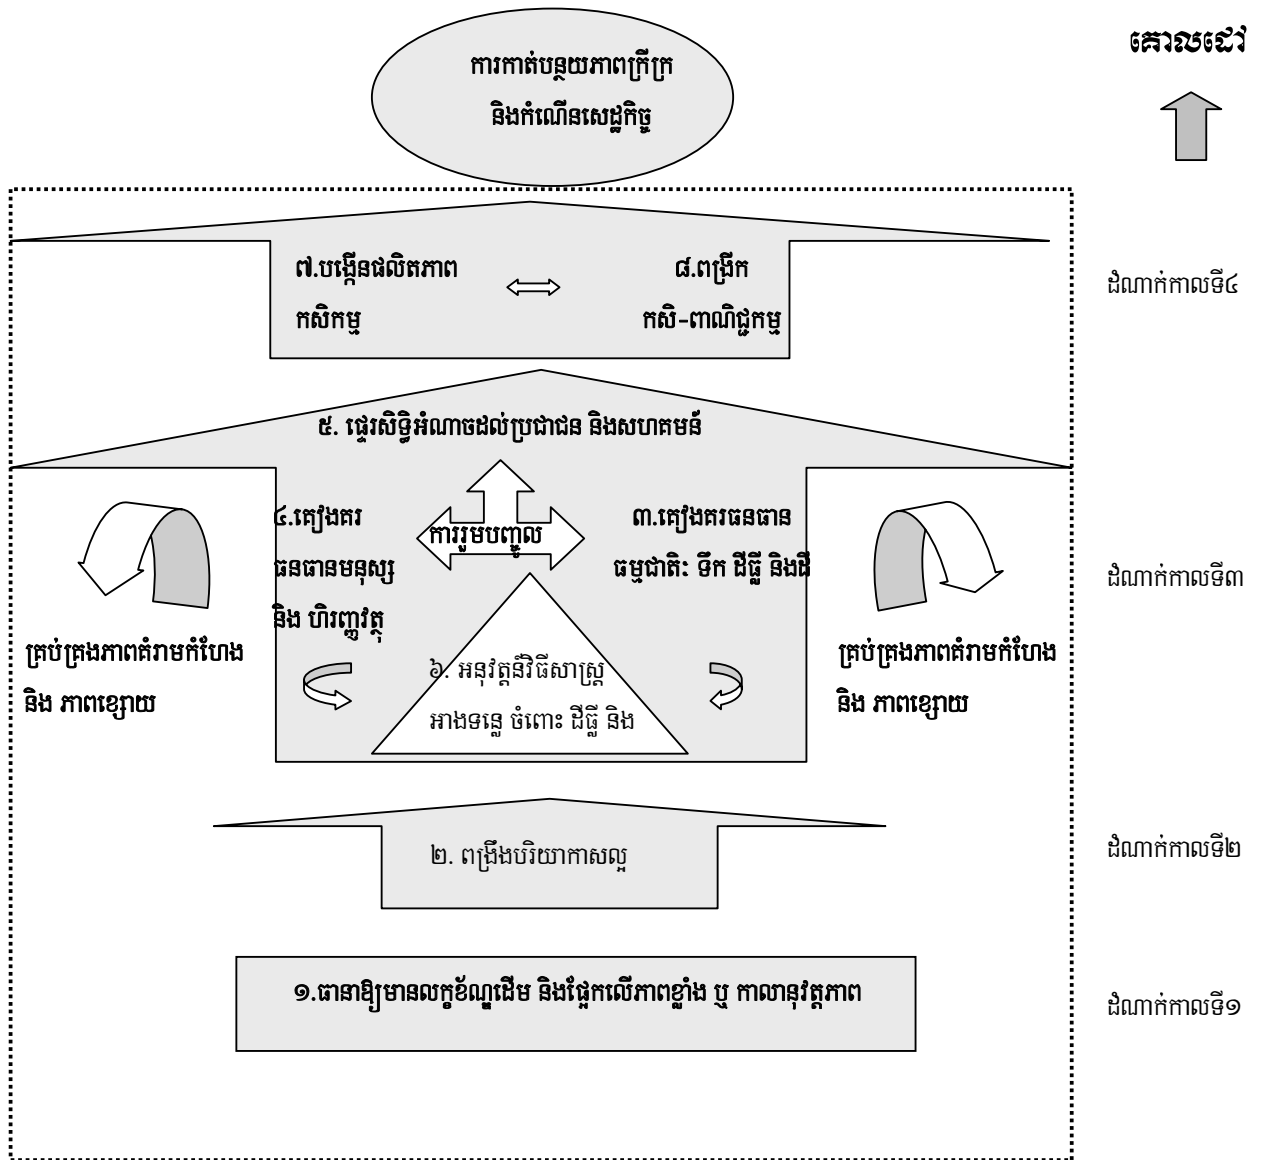 គោលដៅ
ការកាត់បន្ថយភាពក្រីក្រ
និងកំណើនសេដ្ឋកិច្ច
៧.បង្កើនផលិតភាព
កសិកម្ម
៨.ពង្រីក
កសិ-ពាណិជ្ជកម្ម
ដំណាក់កាលទី៤
៥. ផ្ទេរសិទ្ធិអំណាចដល់ប្រជាជន និងសហគមន៍
៤.គៀងគរ
ធនធានមនុស្ស
និង ហិរញ្ញវត្ថុ
ការរួមបញ្ចូល
៣.គៀងគរធនធាន
ធម្មជាតិ: ទឹក ដីធ្លី និងដី
ដំណាក់កាលទី៣
គ្រប់គ្រងភាពគំរាមកំហែង
និង ភាពខ្សោយ
៦. អនុវត្តន៍វិធីសាស្ត្រ
អាងទន្លេ ចំពោះ ដីធ្លី និង
គ្រប់គ្រងភាពគំរាមកំហែង
និង ភាពខ្សោយ
២. ពង្រឹងបរិយាកាសល្អ
ដំណាក់កាលទី២
១.ធានាឱ្យមានលក្ខខ័ណ្ឌដើម និងផ្អែកលើភាពខ្លាំង ឬ កាលានុវត្តភាព
ដំណាក់កាលទី១